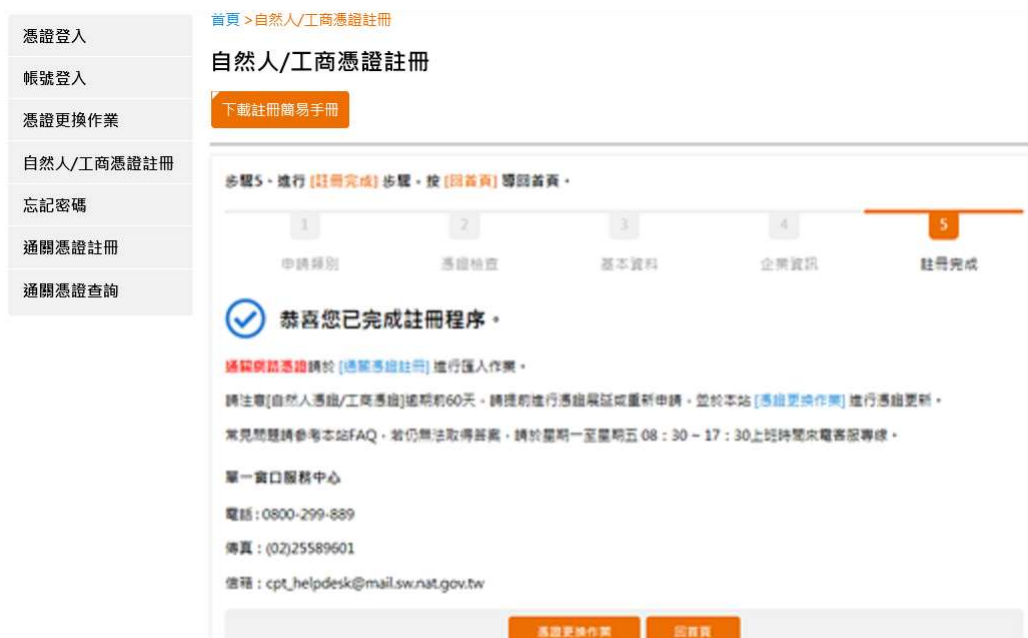 憑證登入
帳號登入
憑證更換作業
自然人/工商憑證註冊
忘記密碼
通關憑證註冊
通關憑證查詢
首頁 >自然人/工商憑證註冊
自然人/工商憑證註冊
下載註冊簡易手冊
步驟5、進行 [註冊完成] 步驟，按 [回首頁] 導回首頁。
1
2
3
4
5
申請類別
憑證檢查
基本資料
企業資訊
註冊完成
恭喜您已完成註冊程序。
通關網路憑證請於 [通關憑證註冊] 進行匯入作業。
請注意[自然人憑證/工商憑證]逾期前60天，請提前進行憑證展延或重新申請，並於本站 [憑證更換作業] 進行憑證更新。
常見問題請參考本站FAQ，若仍無法取得答案，請於星期一至星期五 08：30 ~ 17：30上班時間來電客服專線。
單一窗口服務中心
電話 : 0800-299-889
傳真：(02)25589601
信箱：cpt_helpdesk@mail.sw.nat.gov.tw
憑證更換作業
回首頁